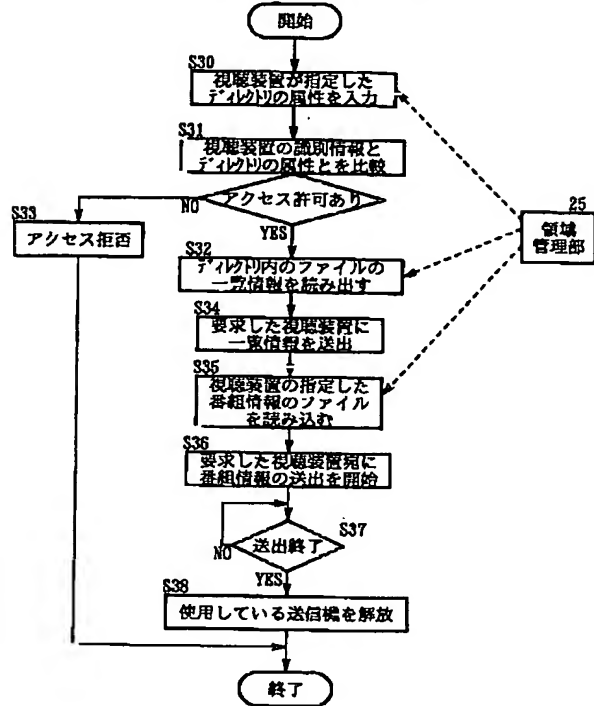 開始
S30
視聴装置が指定した
ディレクトリの属性を入力
S31
視聴装置の識別情報と
ディレクトリの属性とを比較
NO
アクセス許可あり
S33
アクセス拒否
YES
25
領域
管理部
S32
ディレクトリ内のファイルの
一覧情報を読み出す
S34
要求した視聴装置に
一覧情報を送出
S35
視聴装置の指定した
番組情報のファイル
を読み込む
S36
要求した視聴装置宛に
番組情報の送出を開始
S37
送出終了
NO
YES
S38
使用している送信機を解放
終了